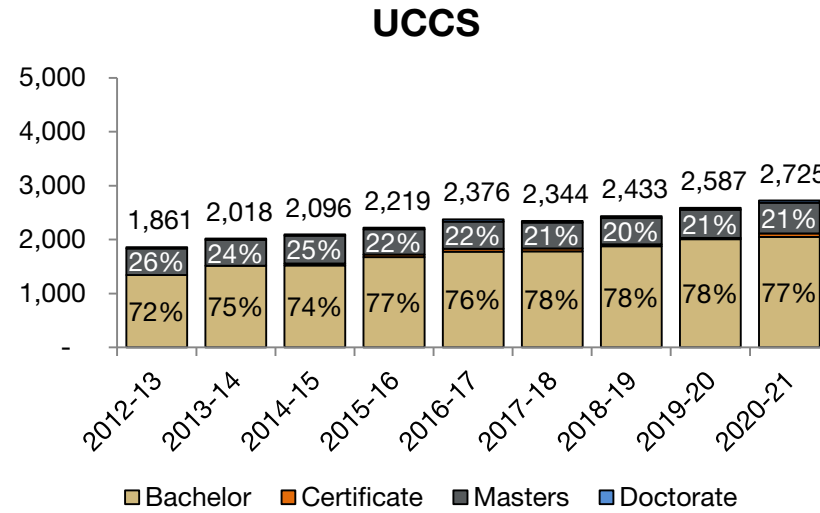 UCCS
5,000
4,000
3,000
2,000
1,000
-
1,861 2,018 2,096 2,219 2,376 2,344 2,433 2,587 2,725
26% 24% 25% 22% 22% 21% 20% 21% 21%
72% 75% 74% 77% 76% 78% 78% 78% 77%
2012-13 2013-14 2014-15 2015-16 2016-17 2017-18 2018-19 2019-20 2020-21
Bachelor Certificate Masters Doctorate